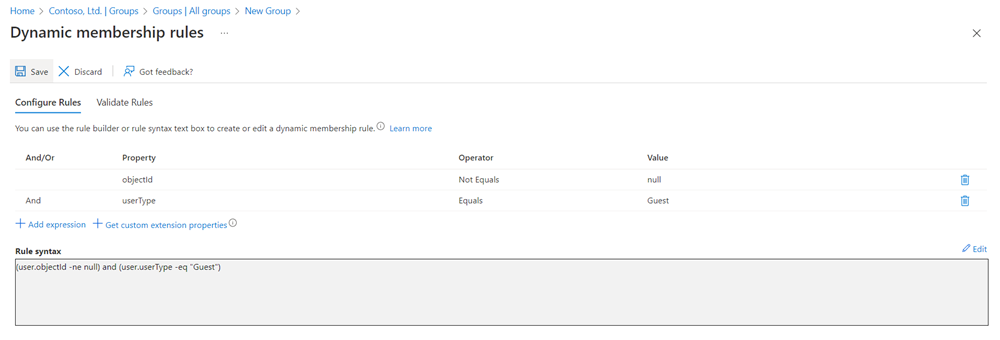 Home > Contoso, Ltd. | Groups > Groups | All groups > New Group >
Dynamic membership rules ...
Save Discard Got feedback?
Configure Rules Validate Rules
You can use the rule builder or rule syntax text box to create or edit a dynamic membership rule. Learn more
And/Or Property Operator Value
objectId Not Equals null
And userType Equals Guest
+ Add expression + Get custom extension properties
Rule syntax Edit
(user.objectId -ne null) and (user.userType -eq "Guest")